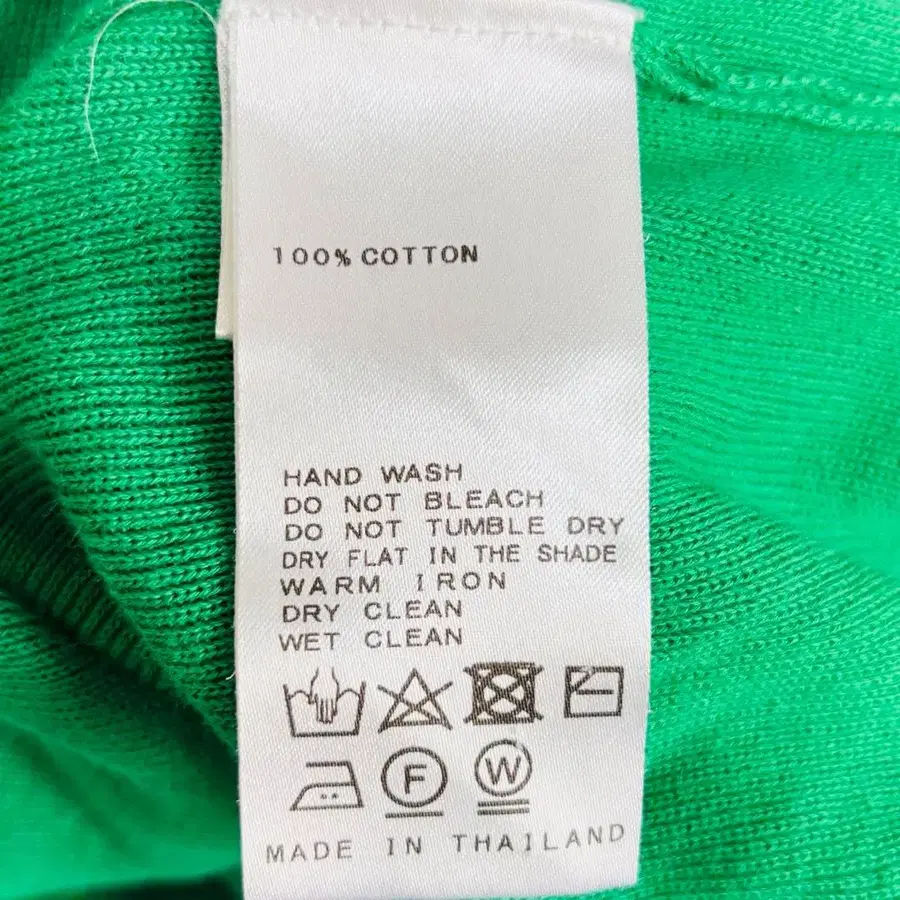 100% COTTON
HAND WASH
DO NOT BLEACH
DO NOT TUMBLE DRY
DRY FLAT IN THE SHADE
WARM IRON
DRY CLEAN
WET CLEAN
F W
MADE IN THAILAND